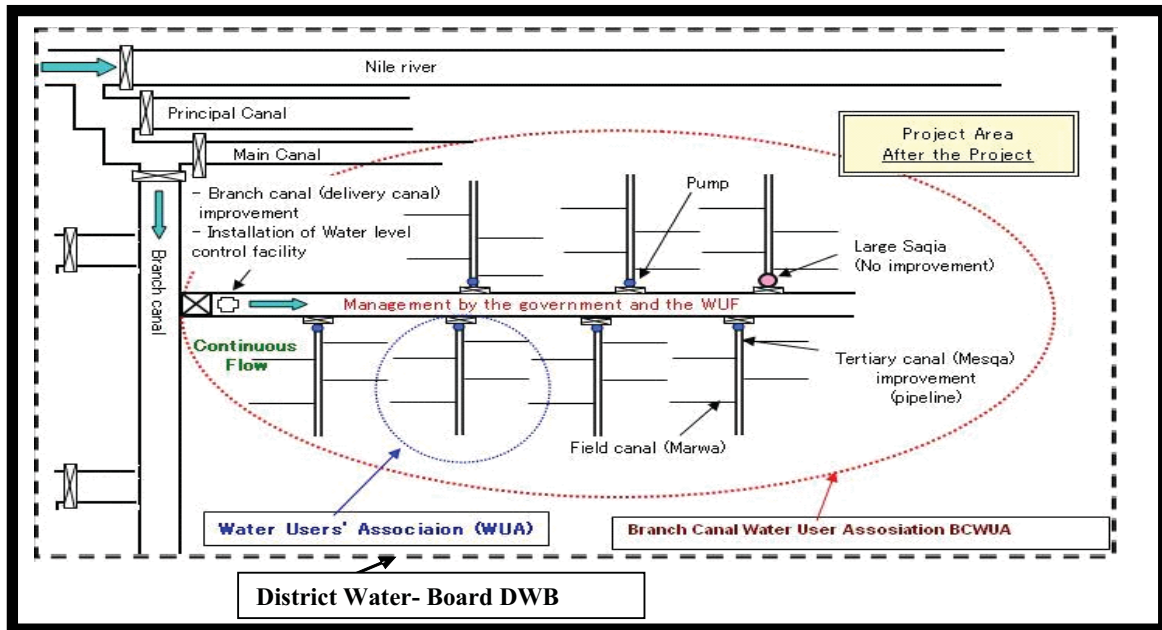 Nile river
Principal Canal
Main Canal
Project Area
After the Project
- Branch canal (delivery canal)
improvement
- Installation of Water level
control facility
Pump
Large Saqia
(No improvement)
Branch canal
Management by the government and the WUF
Continuous
Flow
Tertiary canal (Mesqa)
improvement
(pipeline)
Field canal (Marwa)
Water Users' Associaion (WUA)
Branch Canal Water User Assosiation BCWUA
District Water- Board DWB